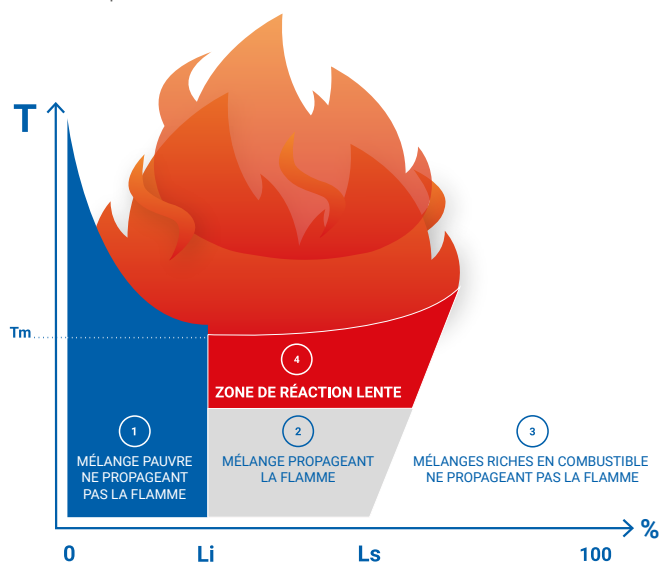 T
Tm
4
ZONE DE RÉACTION LENTE
1
MÉLANGE PAUVRE
NE PROPAGEANT
PAS LA FLAMME
2
MÉLANGE PROPAGEANT
LA FLAMME
3
MÉLANGES RICHES EN COMBUSTIBLE
NE PROPAGEANT PAS LA FLAMME
%
0
Li
Ls
100